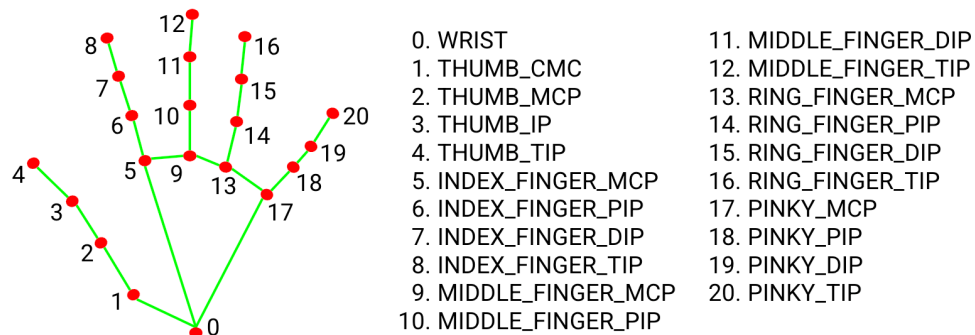 12
8
16
11
7
15
10
6
14
20
19
4
5
9
13
18
3
17
2
1
0
0. WRIST
1. THUMB_CMC
2. THUMB_MCP
3. THUMB_IP
4. THUMB_TIP
5. INDEX_FINGER_MCP
6. INDEX_FINGER_PIP
7. INDEX_FINGER_DIP
8. INDEX_FINGER_TIP
9. MIDDLE_FINGER_MCP
10. MIDDLE_FINGER_PIP
11. MIDDLE_FINGER_DIP
12. MIDDLE_FINGER_TIP
13. RING_FINGER_MCP
14. RING_FINGER_PIP
15. RING_FINGER_DIP
16. RING_FINGER_TIP
17. PINKY_MCP
18. PINKY_PIP
19. PINKY_DIP
20. PINKY_TIP